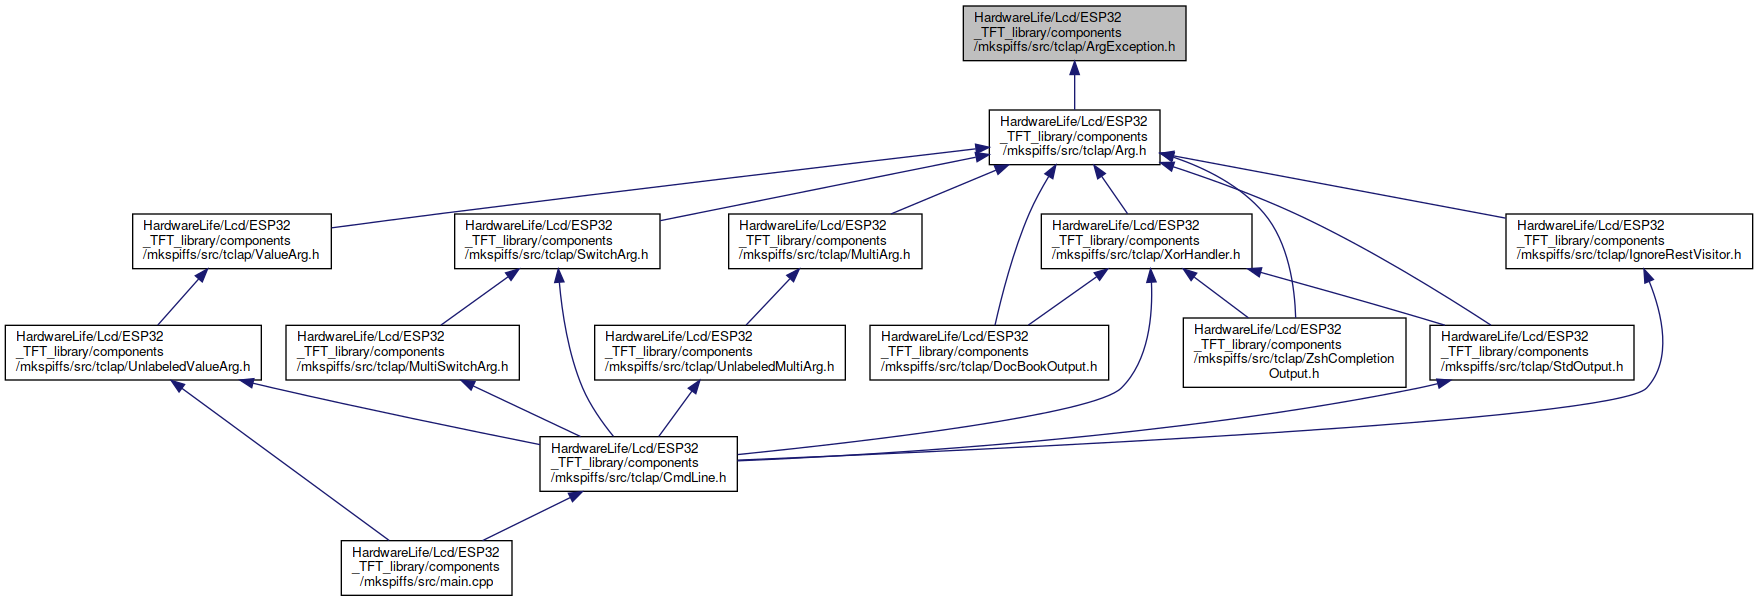 HardwareLife/Lcd/ESP32
_TFT_library/components
/mkspiffs/src/tclap/ArgException.h
HardwareLife/Lcd/ESP32
_TFT_library/components
/mkspiffs/src/tclap/Arg.h
HardwareLife/Lcd/ESP32
_TFT_library/components
/mkspiffs/src/tclap/ValueArg.h
HardwareLife/Lcd/ESP32
_TFT_library/components
/mkspiffs/src/tclap/SwitchArg.h
HardwareLife/Lcd/ESP32
_TFT_library/components
/mkspiffs/src/tclap/MultiArg.h
HardwareLife/Lcd/ESP32
_TFT_library/components
/mkspiffs/src/tclap/XorHandler.h
HardwareLife/Lcd/ESP32
_TFT_library/components
/mkspiffs/src/tclap/IgnoreRestVisitor.h
HardwareLife/Lcd/ESP32
_TFT_library/components
/mkspiffs/src/tclap/UnlabeledValueArg.h
HardwareLife/Lcd/ESP32
_TFT_library/components
/mkspiffs/src/tclap/MultiSwitchArg.h
HardwareLife/Lcd/ESP32
_TFT_library/components
/mkspiffs/src/tclap/UnlabeledMultiArg.h
HardwareLife/Lcd/ESP32
_TFT_library/components
/mkspiffs/src/tclap/DocBookOutput.h
HardwareLife/Lcd/ESP32
_TFT_library/components
/mkspiffs/src/tclap/ZshCompletion
Output.h
HardwareLife/Lcd/ESP32
_TFT_library/components
/mkspiffs/src/tclap/StdOutput.h
HardwareLife/Lcd/ESP32
_TFT_library/components
/mkspiffs/src/tclap/CmdLine.h
HardwareLife/Lcd/ESP32
_TFT_library/components
/mkspiffs/src/main.cpp